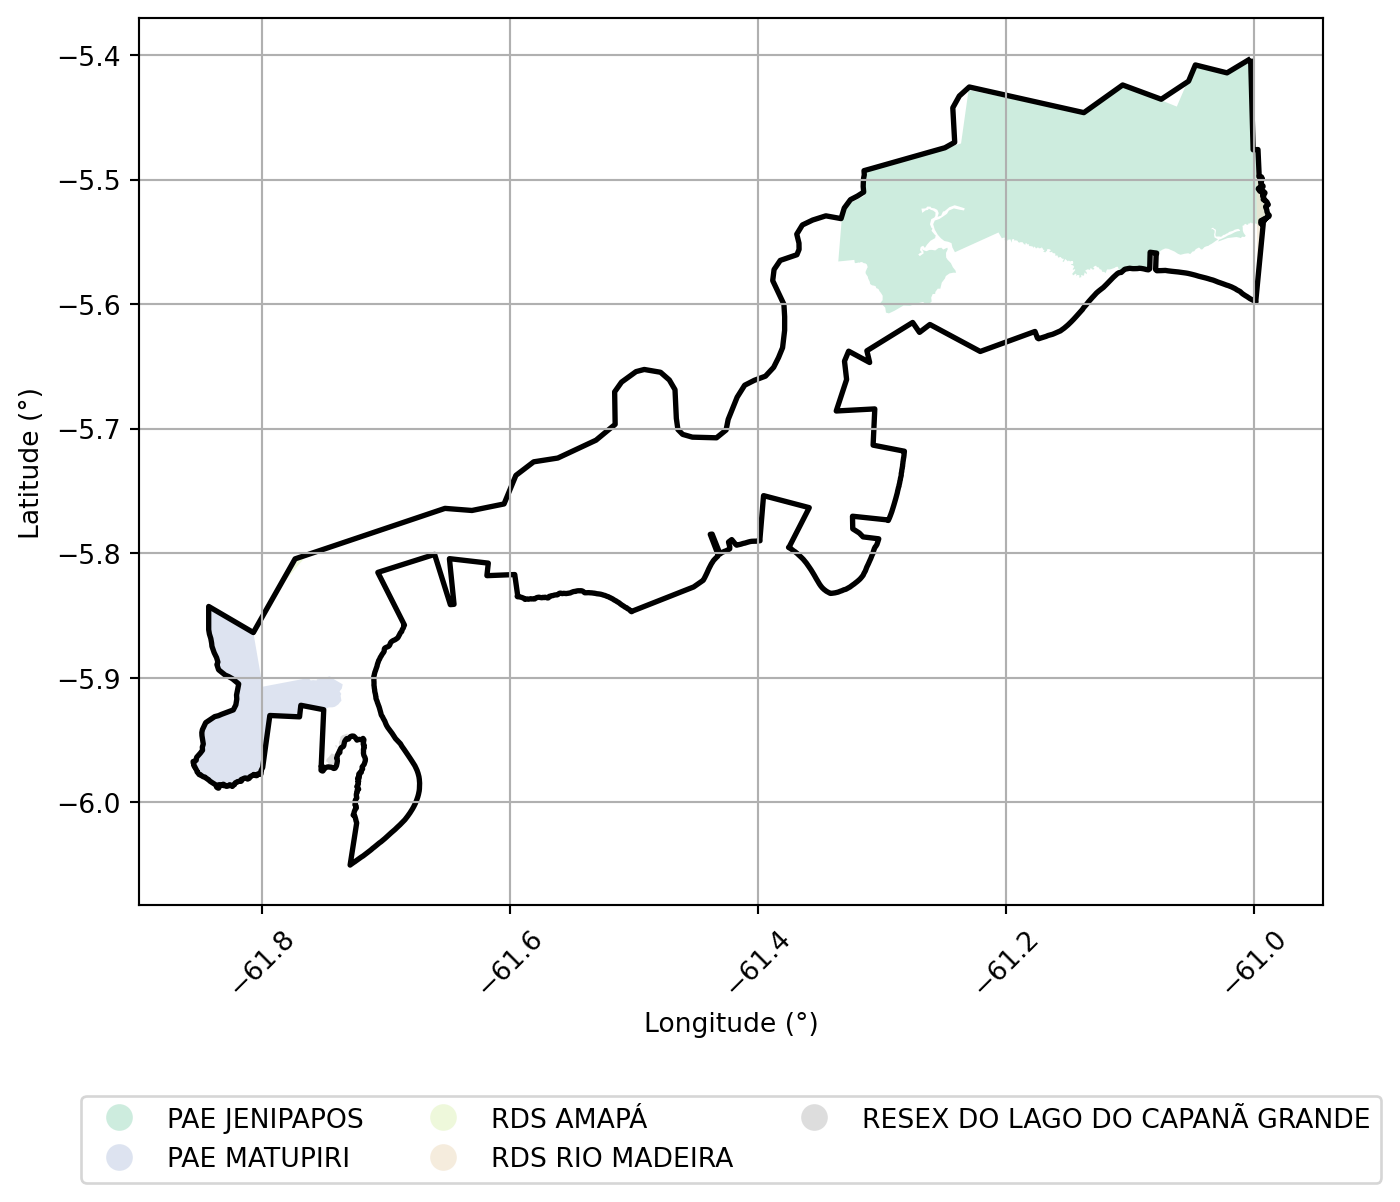 −5.4
−5.5
−5.6
−5.7
−5.8
−5.9
−6.0
Latitude (°)
−61.8
−61.6
−61.4
−61.2
−61.0
Longitude (°)
PAE JENIPAPOS
RDS AMAPÁ
RESEX DO LAGO DO CAPANÃ GRANDE
PAE MATUPIRI
RDS RIO MADEIRA